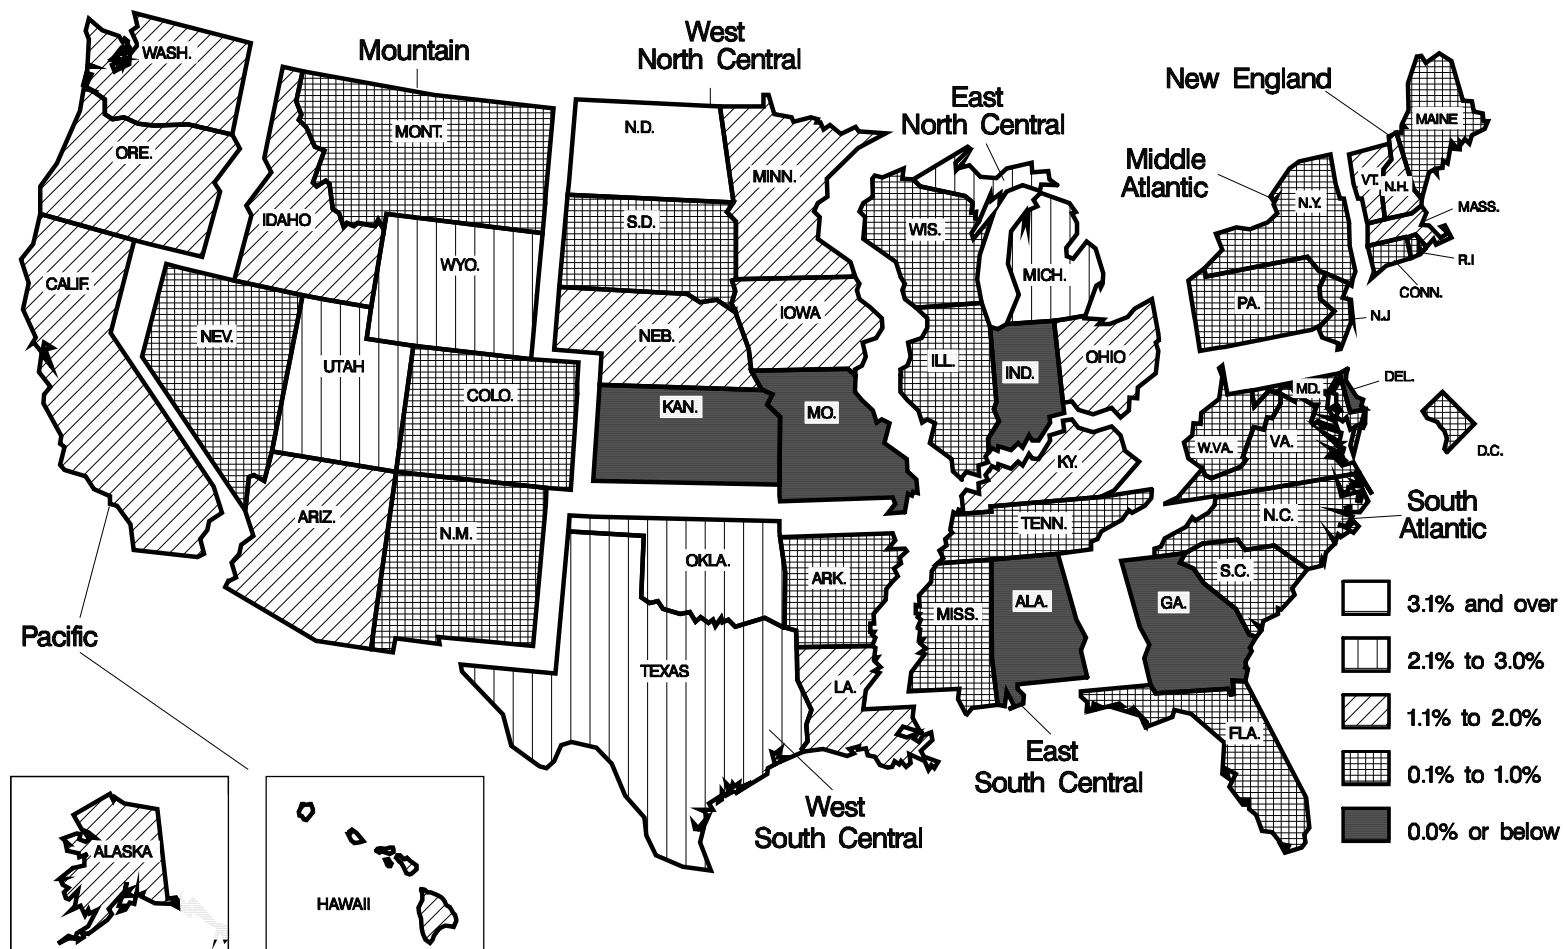 West
North Central
Mountain
East
North Central
New England
Middle
Atlantic
WASH.
ORE.
CALIF.
IDAHO
MONT.
WYO.
NEV.
UTAH
COLO.
ARIZ.
N.M.
N.D.
S.D.
NEB.
KAN.
MINN.
IOWA
MO.
WIS.
MICH.
ILL.
IND.
OHIO
KY.
TENN.
MISS.
ALA.
OKLA.
ARK.
TEXAS
LA.
MAINE
VT.
N.H.
MASS.
R.I
CONN.
N.Y.
PA.
N.J
DEL.
MD.
D.C.
W.VA.
VA.
N.C.
S.C.
GA.
FLA.
South
Atlantic
Pacific
East
South Central
West
South Central
ALASKA
HAWAII
3.1% and over
2.1% to 3.0%
1.1% to 2.0%
0.1% to 1.0%
0.0% or below